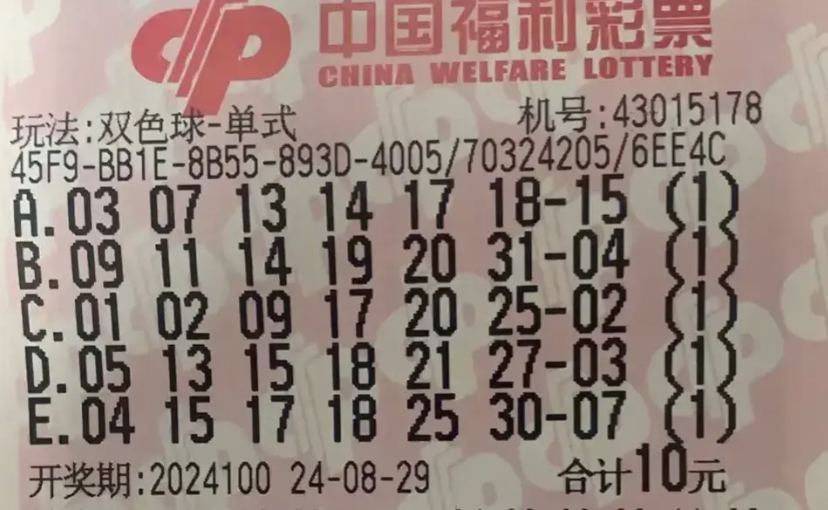 中国福利彩票
CHINA WELFARE LOTTERY
玩法:双色球-单式 机号:43015178
45F9-BB1E-8B55-893D-4005/70324205/6EE4C
A.03 07 13 14 17 18-15 (1)
B.09 11 14 19 20 31-04 (1)
C.01 02 09 17 20 25-02 (1)
D.05 13 15 18 21 27-03 (1)
E.04 15 17 18 25 30-07 (1)
开奖期:2024100 24-08-29 合计10元